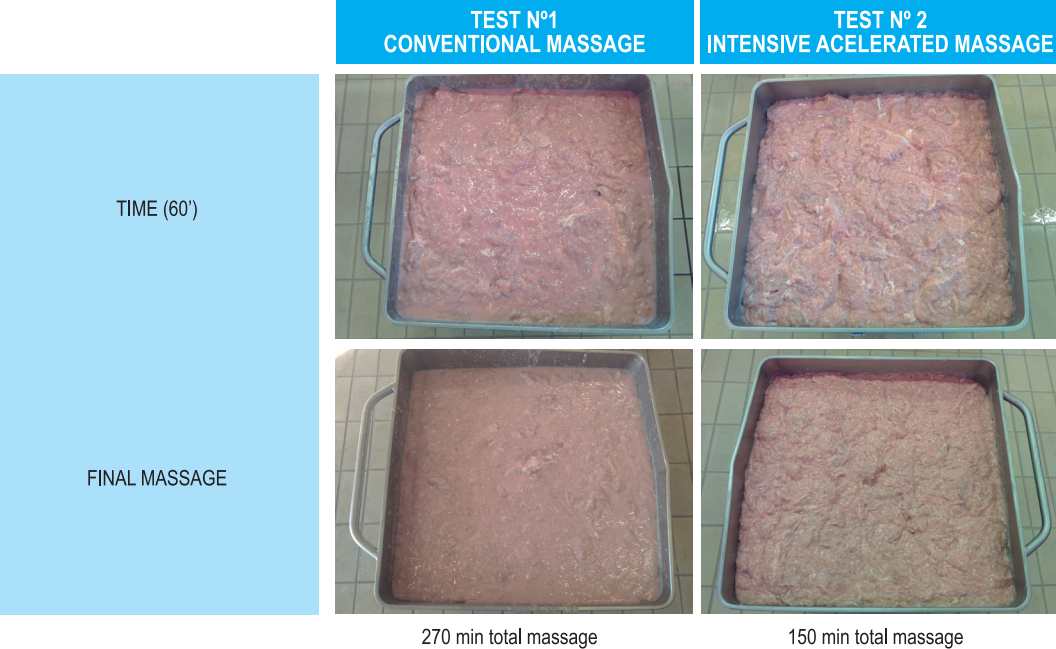 TEST Nº1
CONVENTIONAL MASSAGE
TEST Nº 2
INTENSIVE ACELERATED MASSAGE
TIME (60’)
FINAL MASSAGE
270 min total massage
150 min total massage